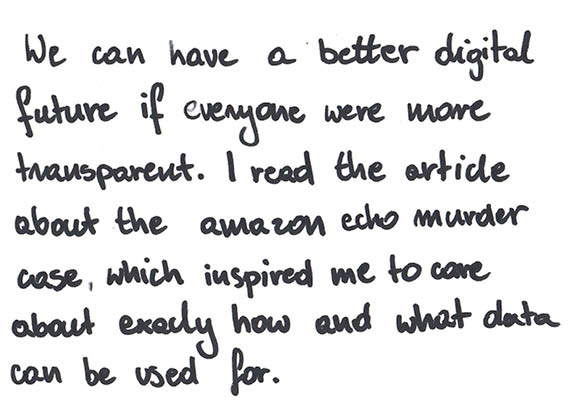 We can have a better digital
future if everyone were more
transparent. I read the article
about the amazon echo murder
case, which inspired me to care
about exacly how and what data
can be used for.